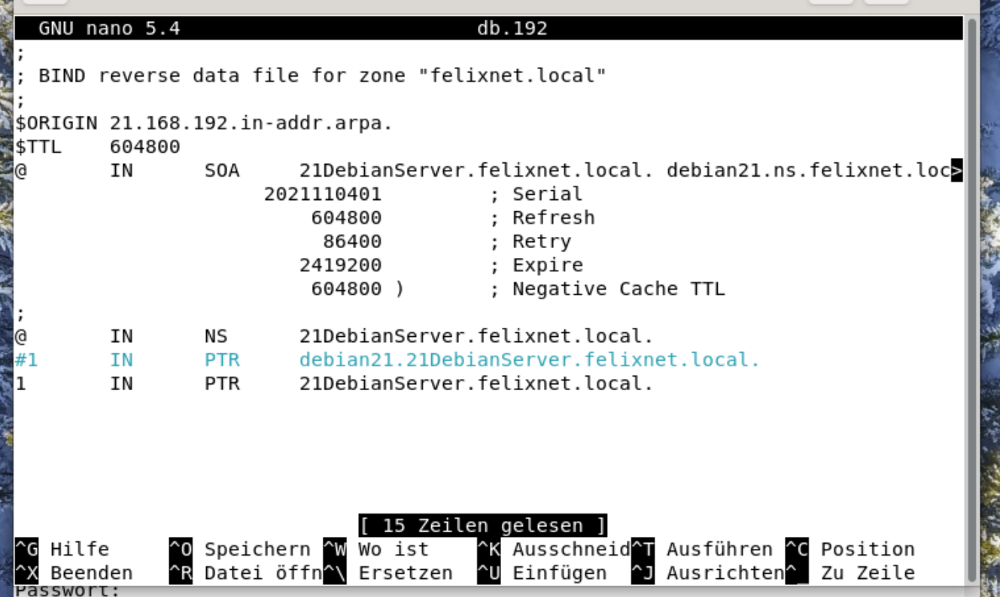 GNU nano 5.4 db.192
;
; BIND reverse data file for zone "felixnet.local"
;
$ORIGIN 21.168.192.in-addr.arpa.
$TTL 604800
@ IN SOA 21DebianServer.felixnet.local. debian21.ns.felixnet.loc>
2021110401 ; Serial
604800 ; Refresh
86400 ; Retry
2419200 ; Expire
604800 ) ; Negative Cache TTL
;
@ IN NS 21DebianServer.felixnet.local.
#1 IN PTR debian21.21DebianServer.felixnet.local.
1 IN PTR 21DebianServer.felixnet.local.
[ 15 Zeilen gelesen ]
^G Hilfe ^O Speichern ^W Wo ist ^K Ausschneid^T Ausführen ^C Position
^X Beenden ^R Datei öffn^\ Ersetzen ^U Einfügen ^J Ausrichten^_ Zu Zeile
Passwort: